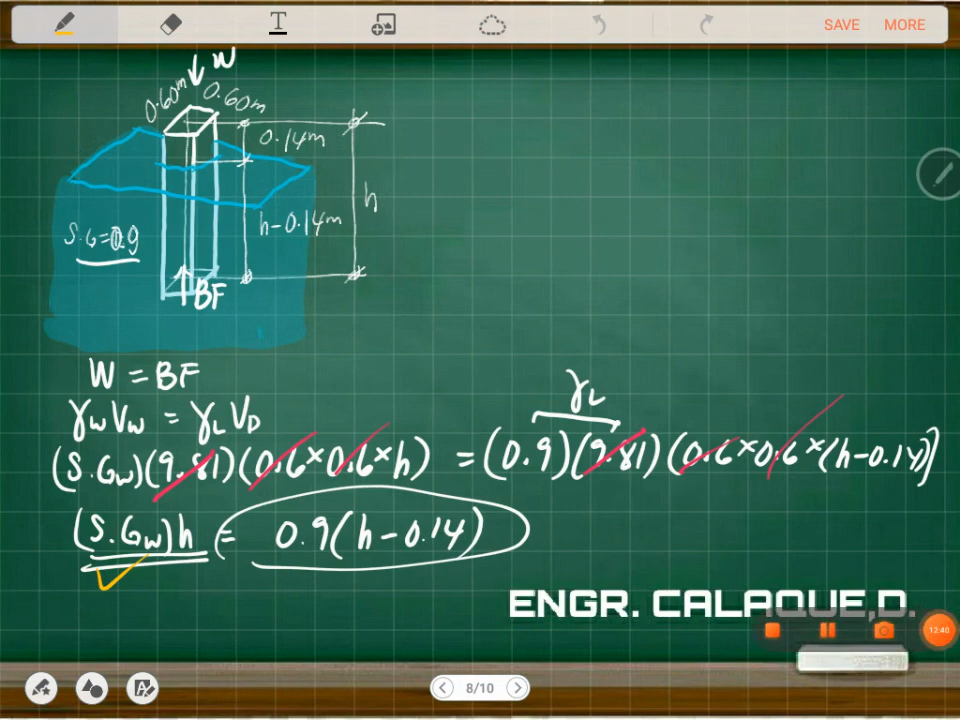 SAVE MORE
W
0.60m 0.60m
0.14m
h
h-0.14m
S.G=0.9
BF
W = BF
γL
γwVw = γLVD
(S.Gw)(9.81)(0.6×0.6×h) = (0.9)(9.81)(0.6×0.6×(h-0.14))
(S.Gw)h = 0.9(h-0.14)
ENGR. CALAQUE,D.
12:40
8/10